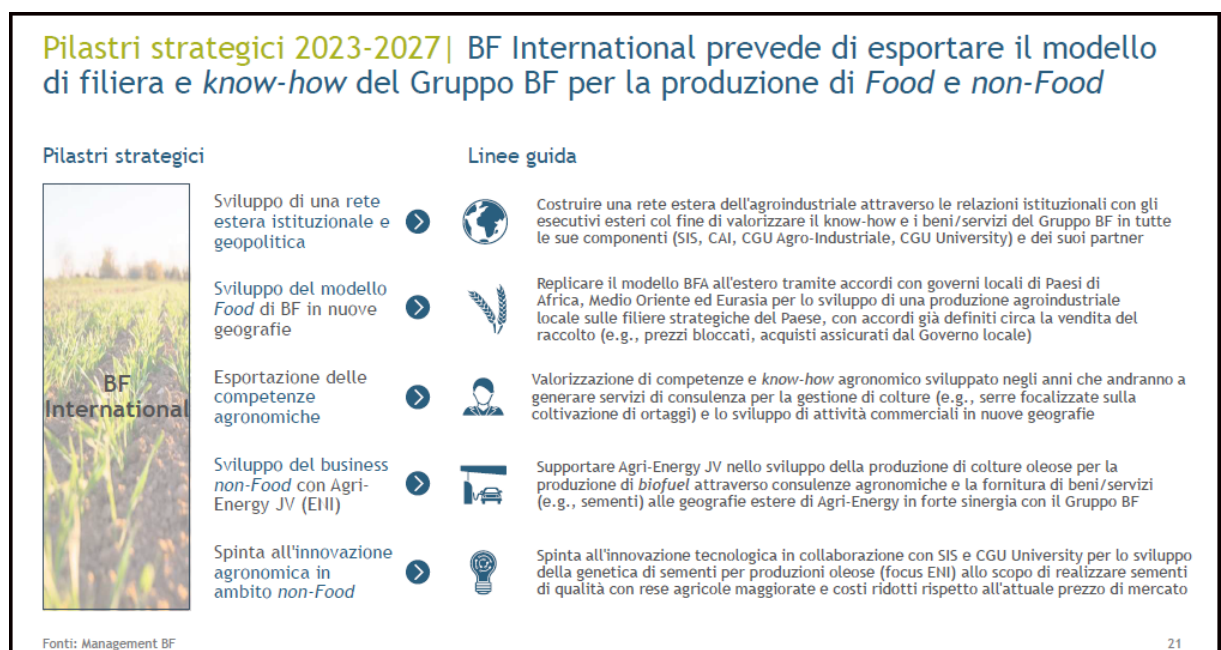 Pilastri strategici 2023-2027| BF International prevede di esportare il modello
di filiera e know-how del Gruppo BF per la produzione di Food e non-Food
Pilastri strategici
Linee guida
BF
International
Sviluppo di una rete
estera istituzionale e
geopolitica
Costruire una rete estera dell'agroindustriale attraverso le relazioni istituzionali con gli
esecutivi esteri col fine di valorizzare il know-how e i beni/servizi del Gruppo BF in tutte
le sue componenti (SIS, CAI, CGU Agro-Industriale, CGU University) e dei suoi partner
Sviluppo del modello
Food di BF in nuove
geografie
Replicare il modello BFA all'estero tramite accordi con governi locali di Paesi di
Africa, Medio Oriente ed Eurasia per lo sviluppo di una produzione agroindustriale
locale sulle filiere strategiche del Paese, con accordi già definiti circa la vendita del
raccolto (e.g., prezzi bloccati, acquisti assicurati dal Governo locale)
Esportazione delle
competenze
agronomiche
Valorizzazione di competenze e know-how agronomico sviluppato negli anni che andranno a
generare servizi di consulenza per la gestione di colture (e.g., serre focalizzate sulla
coltivazione di ortaggi) e lo sviluppo di attività commerciali in nuove geografie
Sviluppo del business
non-Food con Agri-
Energy JV (ENI)
Supportare Agri-Energy JV nello sviluppo della produzione di colture oleose per la
produzione di biofuel attraverso consulenze agronomiche e la fornitura di beni/servizi
(e.g., sementi) alle geografie estere di Agri-Energy in forte sinergia con il Gruppo BF
Spinta all'innovazione
agronomica in
ambito non-Food
Spinta all'innovazione tecnologica in collaborazione con SIS e CGU University per lo sviluppo
della genetica di sementi per produzioni oleose (focus ENI) allo scopo di realizzare sementi
di qualità con rese agricole maggiorate e costi ridotti rispetto all'attuale prezzo di mercato
Fonti: Management BF
21